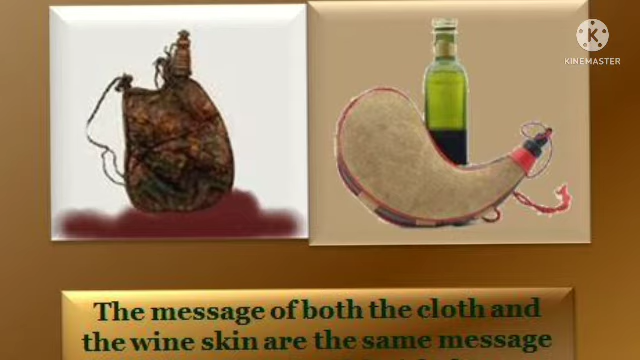 K
KINEMASTER
The message of both the cloth and
the wine skin are the same message